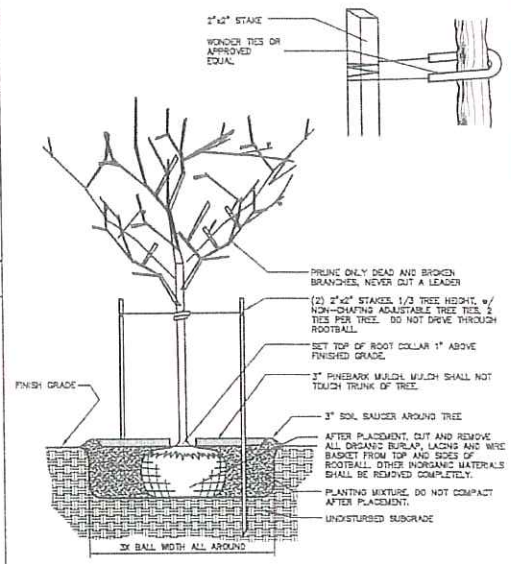 2"x2" STAKE
WONDER TIES OR
APPROVED
EQUAL
PRUNE ONLY DEAD AND BROKEN
BRANCHES, NEVER CUT A LEADER
(2) 2"x2" STAKES, 1/3 TREE HEIGHT, w/
NON-CHAFING ADJUSTABLE TREE TIES, 2
TIES PER TREE. DO NOT DRIVE THROUGH
ROOTBALL.
SET TOP OF ROOT COLLAR 1" ABOVE
FINISHED GRADE.
3" PINEBARK MULCH. MULCH SHALL NOT
TOUCH TRUNK OF TREE.
FINISH GRADE
3" SOIL SAUCER AROUND TREE
AFTER PLACEMENT, CUT AND REMOVE
ALL ORGANIC BURLAP, LACING AND WIRE
BASKET FROM TOP AND SIDES OF
ROOTBALL. OTHER INORGANIC MATERIALS
SHALL BE REMOVED COMPLETELY.
PLANTING MIXTURE, DO NOT COMPACT
AFTER PLACEMENT.
UNDISTURBED SUBGRADE
3X BALL WIDTH ALL AROUND